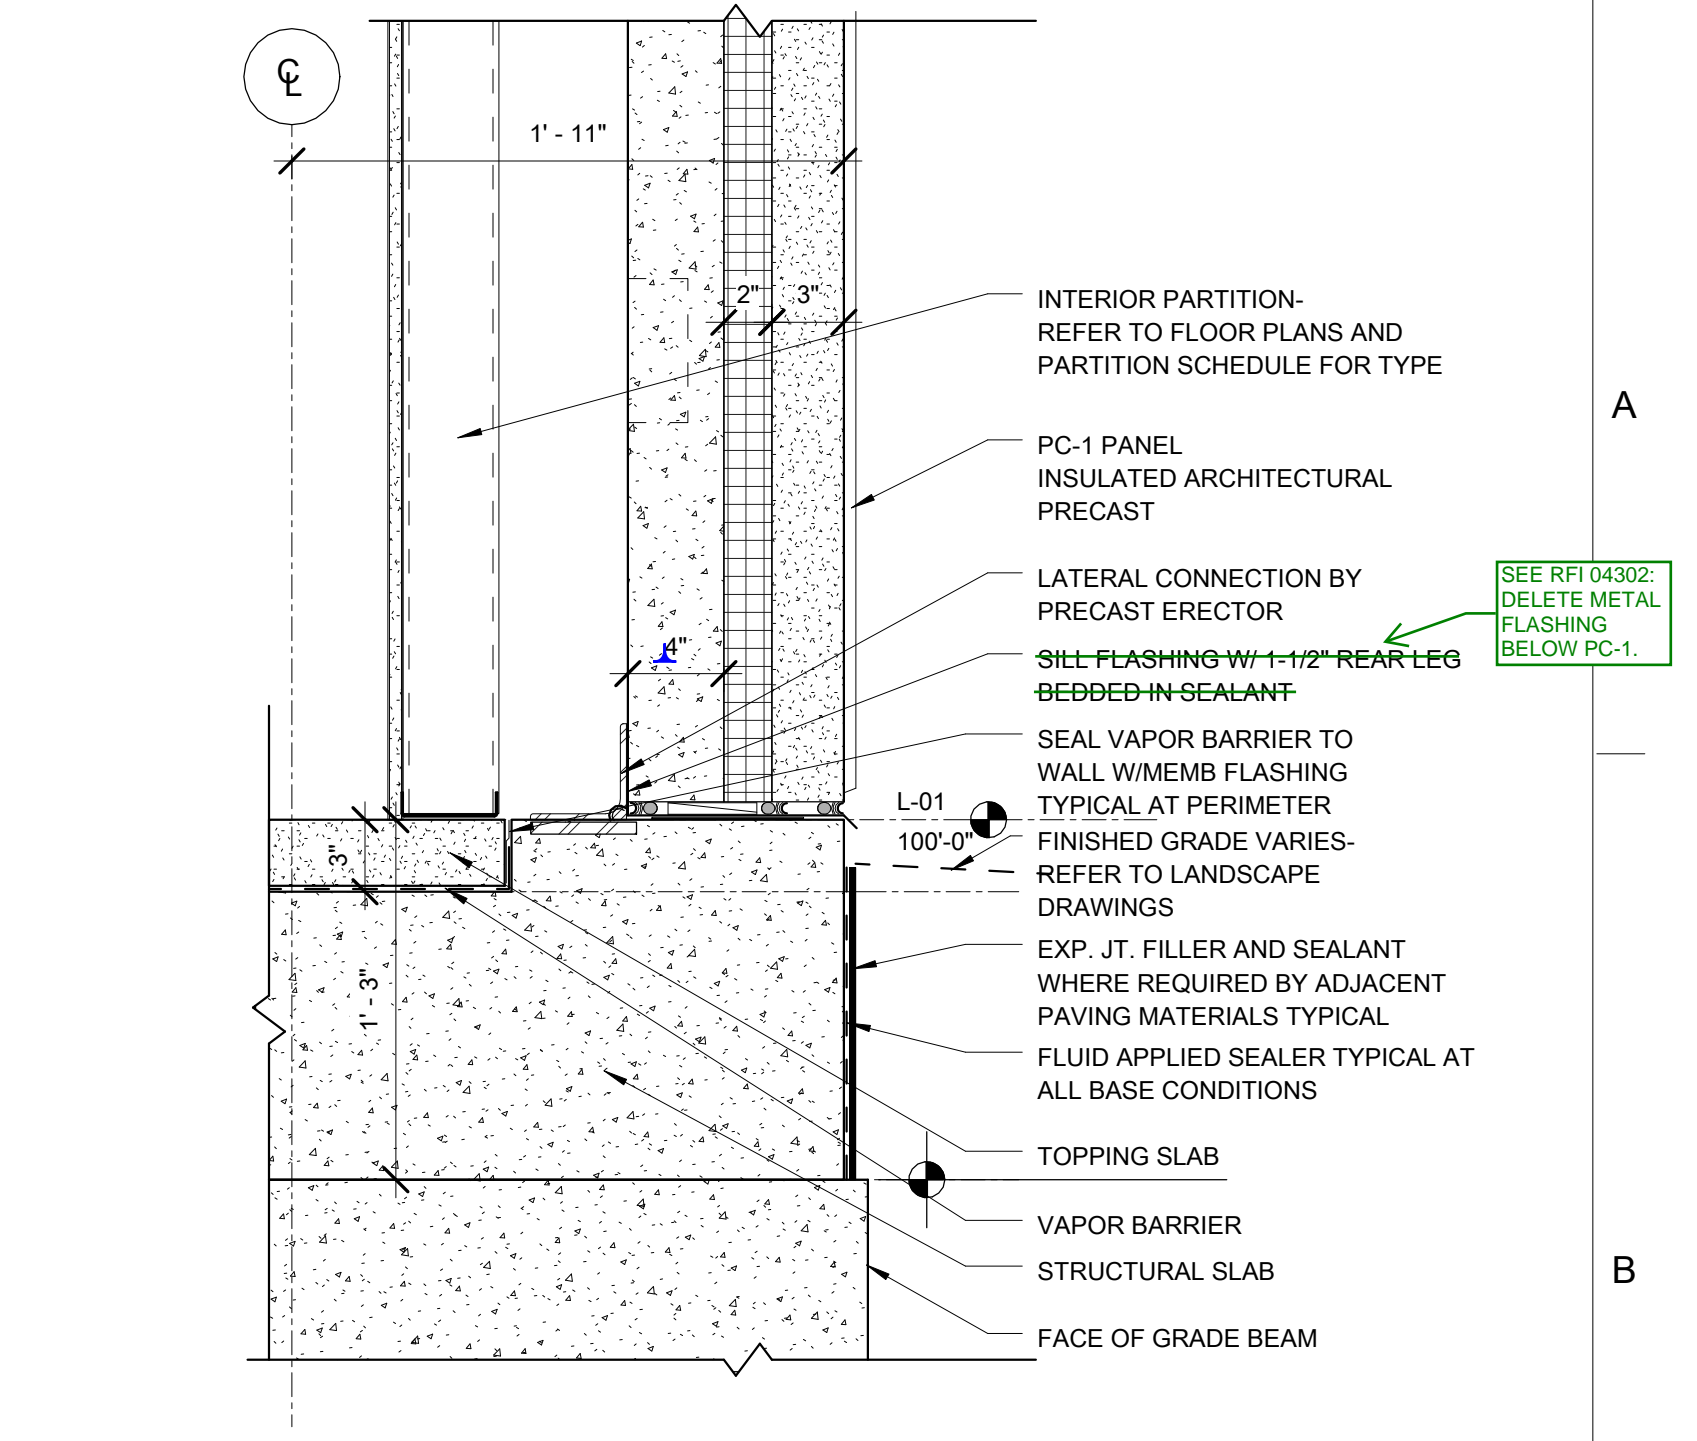 ℄
1' - 11"
2"
3"
INTERIOR PARTITION-
REFER TO FLOOR PLANS AND
PARTITION SCHEDULE FOR TYPE
A
PC-1 PANEL
INSULATED ARCHITECTURAL
PRECAST
LATERAL CONNECTION BY
PRECAST ERECTOR
SEE RFI 04302:
DELETE METAL
FLASHING
BELOW PC-1.
4"
SILL FLASHING W/ 1-1/2" REAR LEG
BEDDED IN SEALANT
SEAL VAPOR BARRIER TO
WALL W/MEMB FLASHING
TYPICAL AT PERIMETER
L-01
100'-0"
FINISHED GRADE VARIES-
REFER TO LANDSCAPE
DRAWINGS
3"
EXP. JT. FILLER AND SEALANT
WHERE REQUIRED BY ADJACENT
PAVING MATERIALS TYPICAL
1' - 3"
FLUID APPLIED SEALER TYPICAL AT
ALL BASE CONDITIONS
TOPPING SLAB
VAPOR BARRIER
STRUCTURAL SLAB
B
FACE OF GRADE BEAM